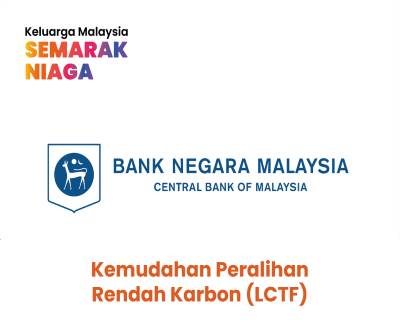 Keluarga Malaysia
SEMARAK
NIAGA
BANK NEGARA MALAYSIA
CENTRAL BANK OF MALAYSIA
Kemudahan Peralihan
Rendah Karbon (LCTF)